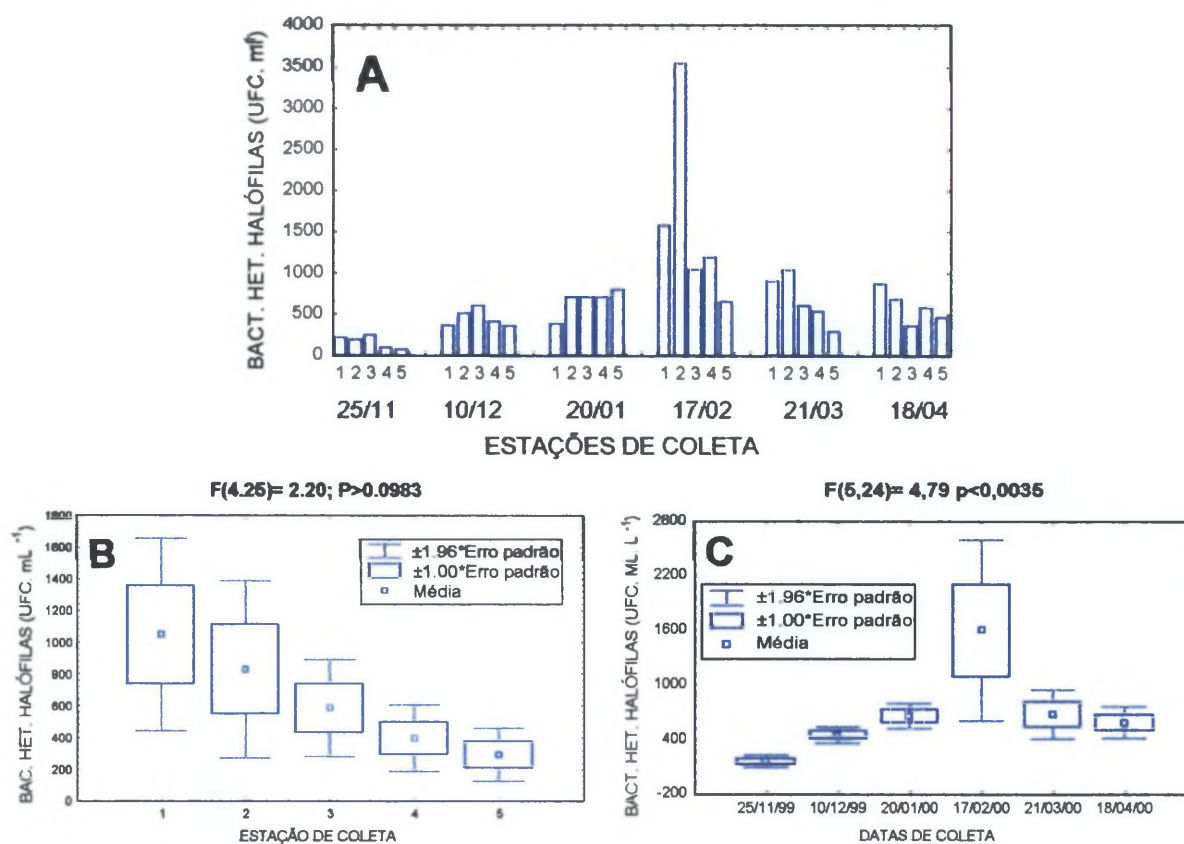 A
BACT. HET. HALÓFILAS (UFC. ml)
4000
3500
3000
2500
2000
1500
1000
500
0
1 2 3 4 5 1 2 3 4 5 1 2 3 4 5 1 2 3 4 5 1 2 3 4 5 1 2 3 4 5
25/11 10/12 20/01 17/02 21/03 18/04
ESTAÇÕES DE COLETA
F(4.25)= 2.20; P>0.0983
B
BAC. HET. HALÓFILAS (UFC. mL -1)
1800
1600
1400
1200
1000
800
600
400
200
0
±1.96*Erro padrão
±1.00*Erro padrão
Média
1 2 3 4 5
ESTAÇÃO DE COLETA
F(5,24)= 4,79 p<0,0035
C
BACT. HET. HALÓFILAS (UFC. ML L -1)
2800
2200
1600
1000
400
-200
±1.96*Erro padrão
±1.00*Erro padrão
Média
25/11/99 10/12/99 20/01/00 17/02/00 21/03/00 18/04/00
DATAS DE COLETA